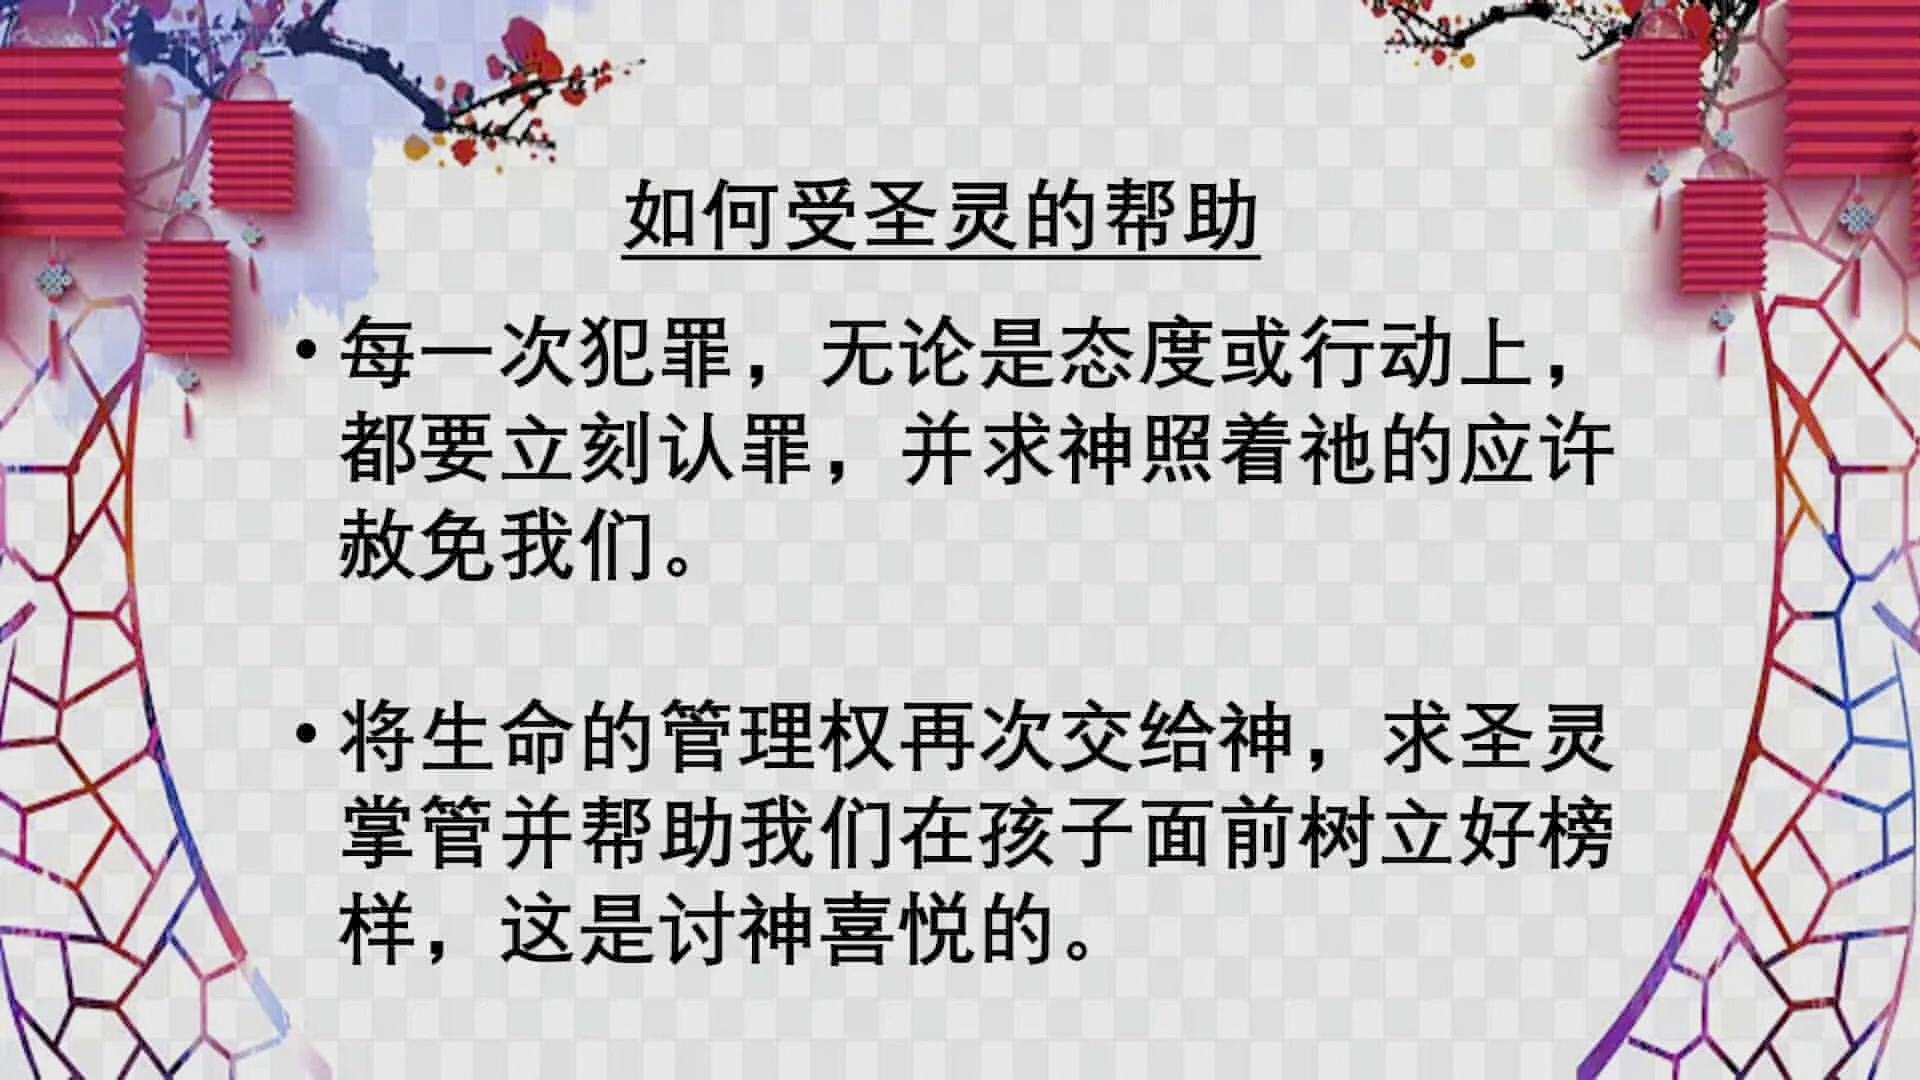 如何受圣灵的帮助
•每一次犯罪，无论是态度或行动上，
都要立刻认罪，并求神照着祂的应许
赦免我们。
•将生命的管理权再次交给神，求圣灵
掌管并帮助我们在孩子面前树立好榜
样，这是讨神喜悦的。